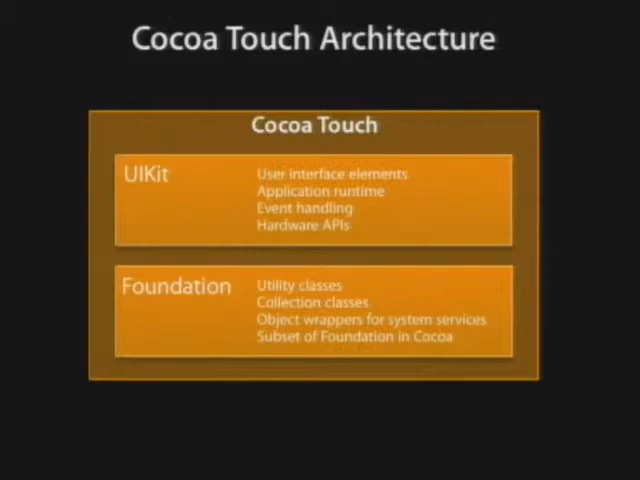 Cocoa Touch Architecture
Cocoa Touch
UIKit
User interface elements
Application runtime
Event handling
Hardware APIs
Foundation
Utility classes
Collection classes
Object wrappers for system services
Subset of Foundation in Cocoa